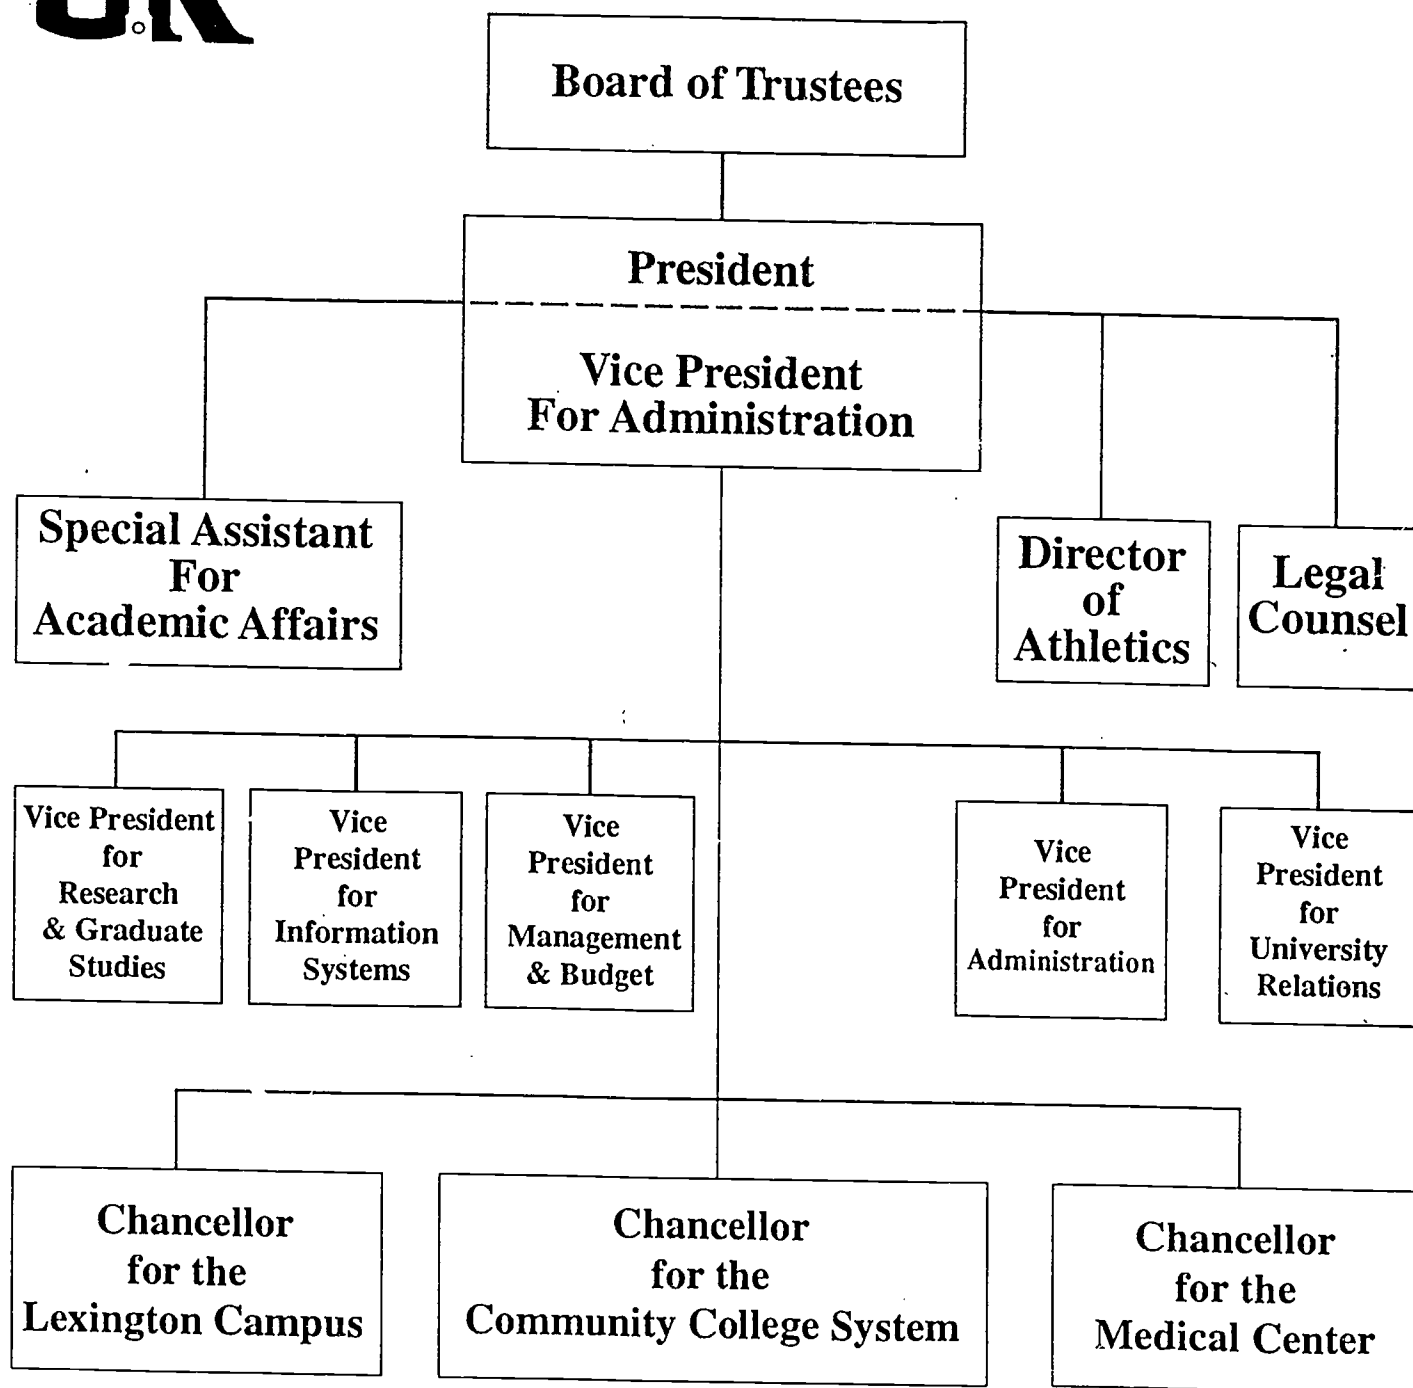 UK
Board of Trustees
President
Vice President
For Administration
Special Assistant
For
Academic Affairs
Director
of
Athletics
Legal
Counsel
Vice President
for
Research
& Graduate
Studies
Vice
President
for
Information
Systems
Vice
President
for
Management
& Budget
Vice
President
for
Administration
Vice
President
for
University
Relations
Chancellor
for the
Lexington Campus
Chancellor
for the
Community College System
Chancellor
for the
Medical Center